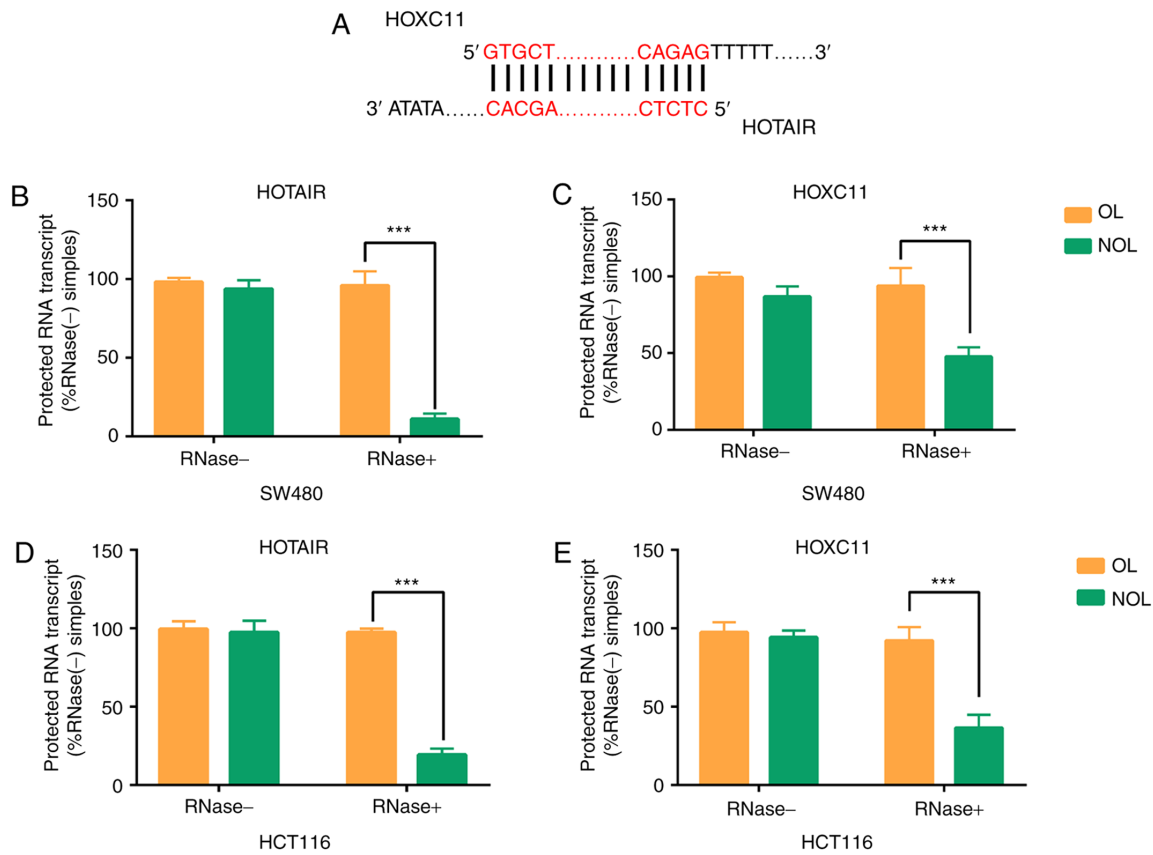 A
HOXC11
5′ GTGCT............CAGAGTTTTT......3′
3′ ATATA......CACGA............CTCTC 5′
HOTAIR
B
HOTAIR
Protected RNA transcript
(%RNase(−) simples)
150
100
50
0
***
RNase−
RNase+
SW480
C
HOXC11
Protected RNA transcript
(%RNase(−) simples)
150
100
50
0
***
RNase−
RNase+
SW480
OL
NOL
D
HOTAIR
Protected RNA transcript
(%RNase(−) simples)
150
100
50
0
***
RNase−
RNase+
HCT116
E
HOXC11
Protected RNA transcript
(%RNase(−) simples)
150
100
50
0
***
RNase−
RNase+
HCT116
OL
NOL